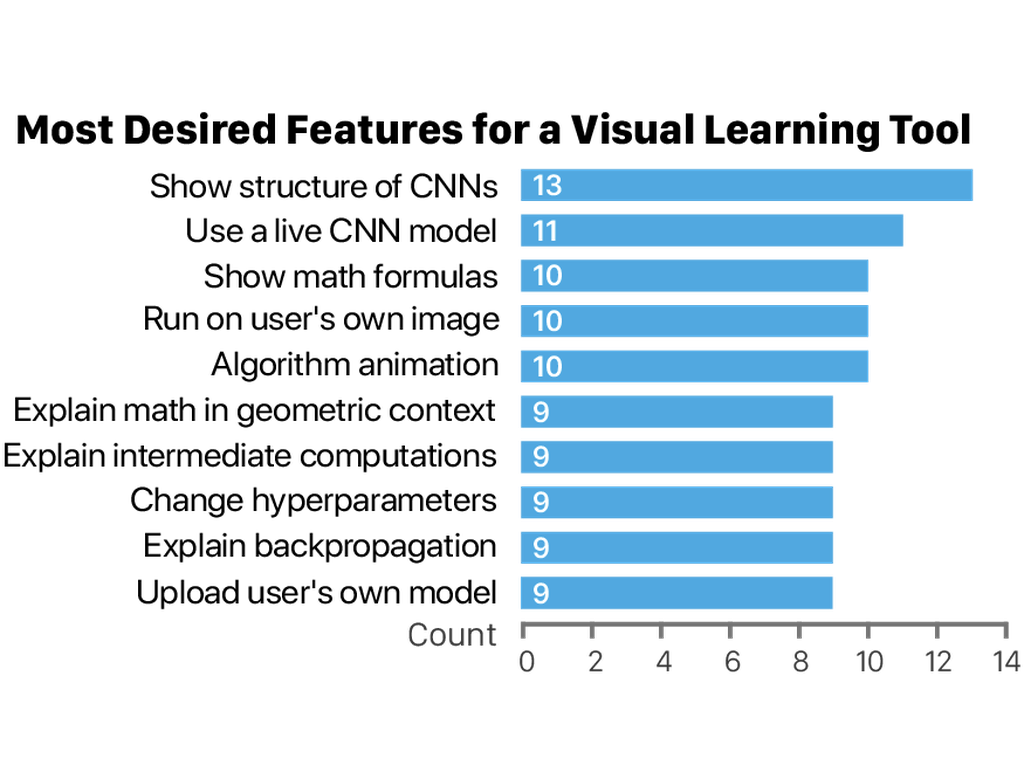 Most Desired Features for a Visual Learning Tool
Show structure of CNNs 13
Use a live CNN model 11
Show math formulas 10
Run on user's own image 10
Algorithm animation 10
Explain math in geometric context 9
Explain intermediate computations 9
Change hyperparameters 9
Explain backpropagation 9
Upload user's own model 9
Count
0 2 4 6 8 10 12 14